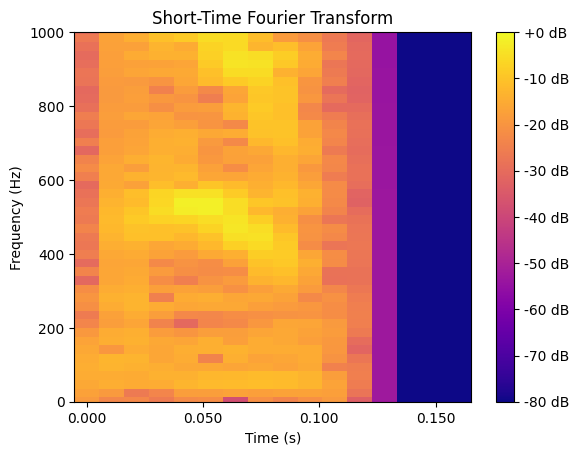 Short-Time Fourier Transform
1000
800
600
400
200
0
Frequency (Hz)
0.000
0.050
0.100
0.150
Time (s)
+0 dB
-10 dB
-20 dB
-30 dB
-40 dB
-50 dB
-60 dB
-70 dB
-80 dB